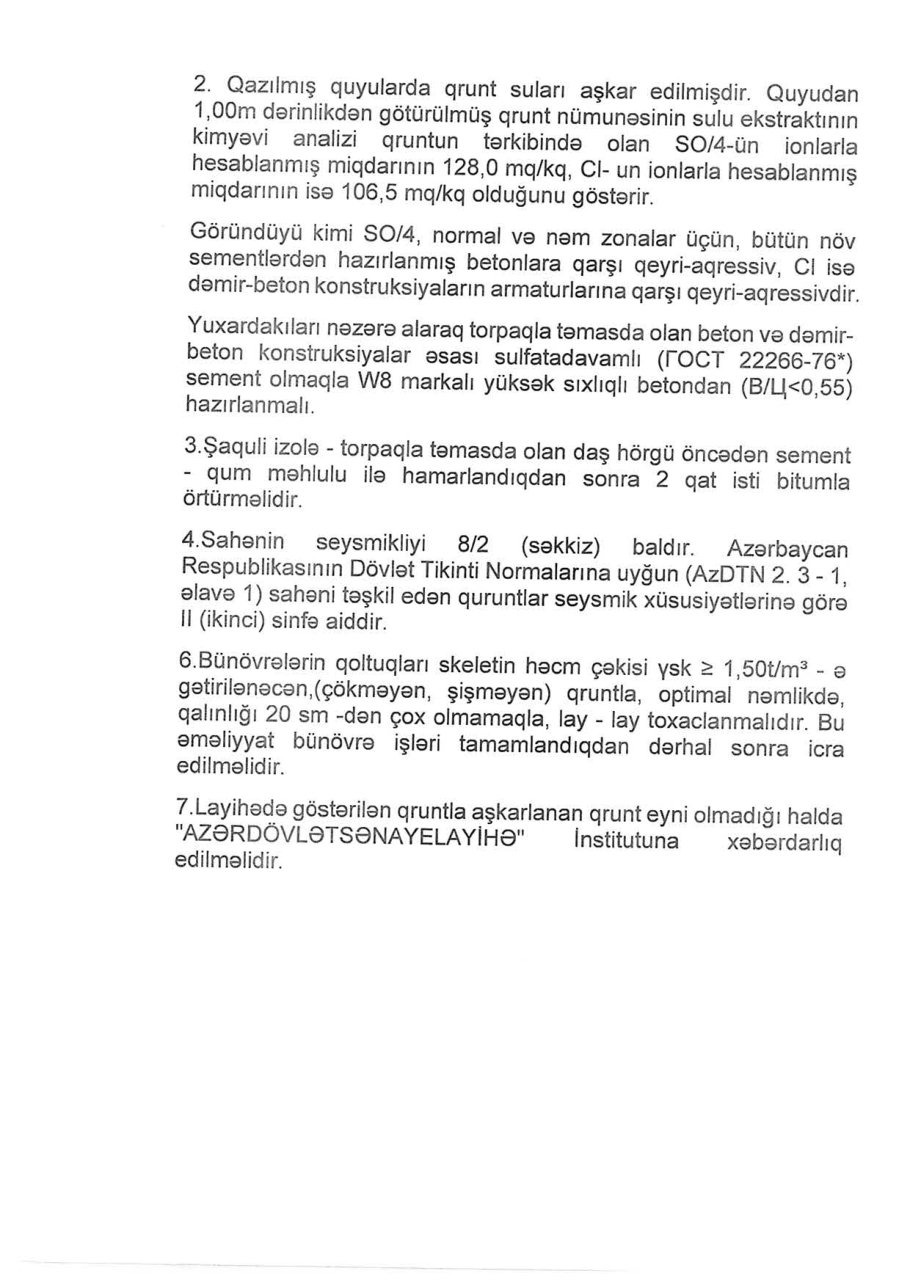 2. Qazılmış quyularda qrunt suları aşkar edilmişdir. Quyudan
1,00m dərinlikdən götürülmüş qrunt nümunəsinin sulu ekstraktının
kimyəvi analizi qruntun tərkibində olan SO/4-ün ionlarla
hesablanmış miqdarının 128,0 mq/kq, Cl- un ionlarla hesablanmış
miqdarının isə 106,5 mq/kq olduğunu göstərir.
Göründüyü kimi SO/4, normal və nəm zonalar üçün, bütün növ
sementlərdən hazırlanmış betonlara qarşı qeyri-aqressiv, Cl isə
dəmir-beton konstruksiyaların armaturlarına qarşı qeyri-aqressivdir.
Yuxardakıları nəzərə alaraq torpaqla təmasda olan beton və dəmir-
beton konstruksiyalar əsası sulfatadavamlı (ГОСТ 22266-76*)
sement olmaqla W8 markalı yüksək sıxlıqlı betondan (В/Ц<0,55)
hazırlanmalı.
3.Şaquli izolə - torpaqla təmasda olan daş hörgü öncədən sement
- qum məhlulu ilə hamarlandıqdan sonra 2 qat isti bitumla
örtürməlidir.
4.Sahənin seysmikliyi 8/2 (səkkiz) baldır. Azərbaycan
Respublikasının Dövlət Tikinti Normalarına uyğun (AzDTN 2. 3 - 1,
əlavə 1) sahəni təşkil edən quruntlar seysmik xüsusiyətlərinə görə
II (ikinci) sinfə aiddir.
6.Bünövrələrin qoltuqları skeletin həcm çəkisi γsk ≥ 1,50t/m³ - ə
gətirilənəcən,(çökməyən, şişməyən) qruntla, optimal nəmlikdə,
qalınlığı 20 sm -dən çox olmamaqla, lay - lay toxaclanmalıdır. Bu
əməliyyat bünövrə işləri tamamlandıqdan dərhal sonra icra
edilməlidir.
7.Layihədə göstərilən qruntla aşkarlanan qrunt eyni olmadığı halda
"AZƏRDÖVLƏTSƏNAYELAYİHƏ" İnstitutuna xəbərdarlıq
edilməlidir.